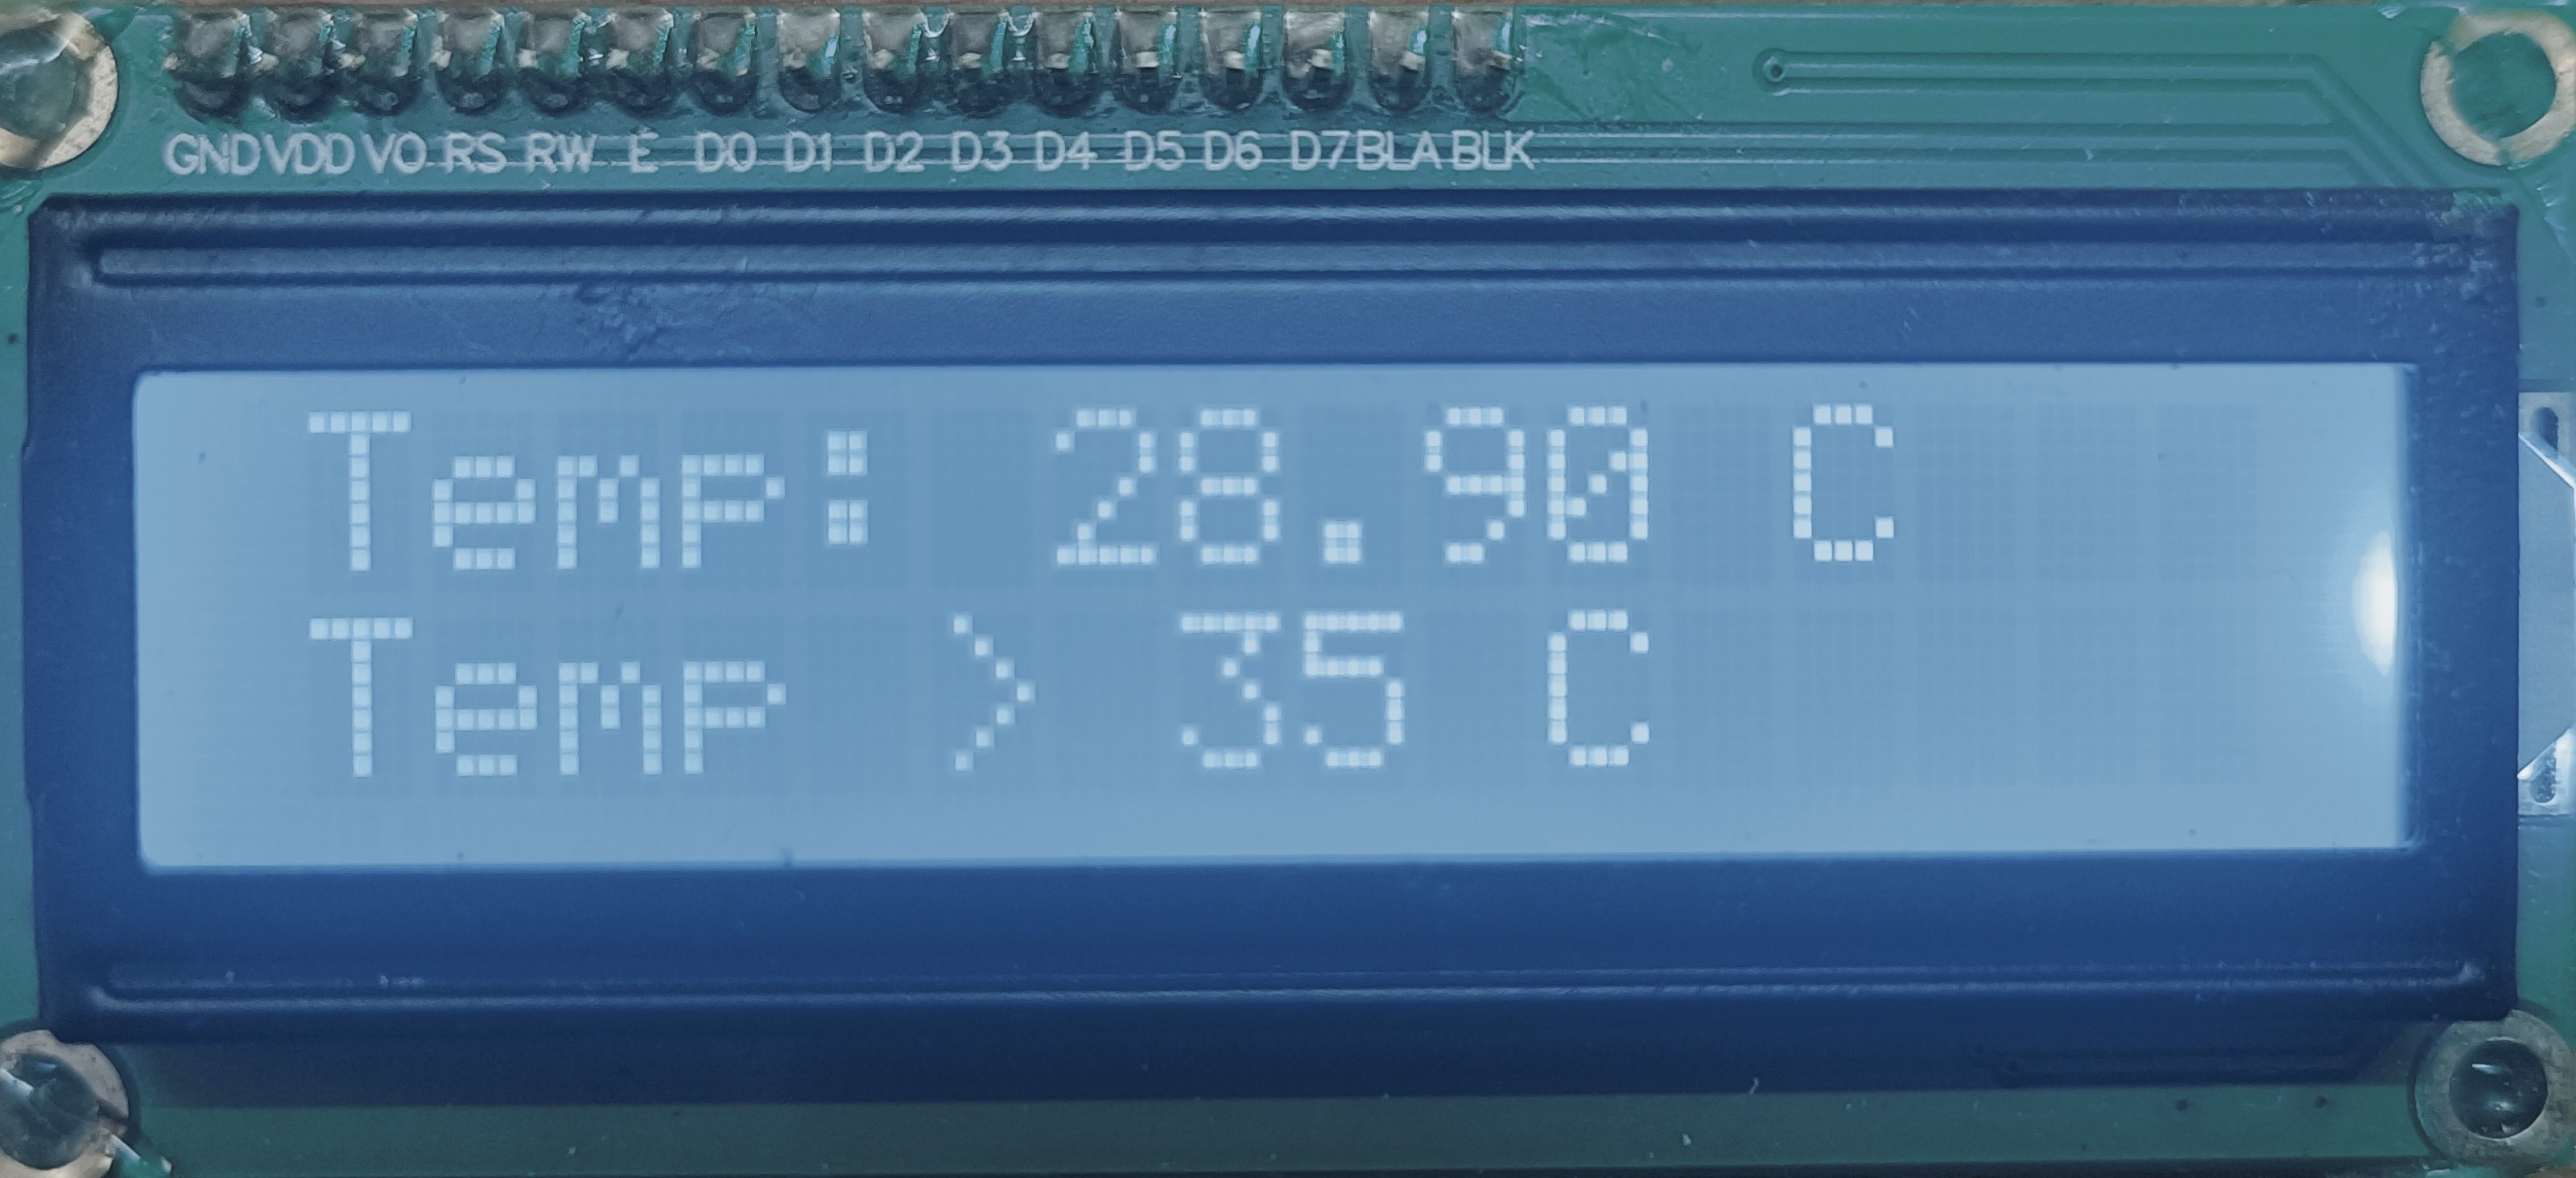 GND VDD VO RS RW E D0 D1 D2 D3 D4 D5 D6 D7 BLA BLK
Temp: 28.90 C
Temp > 35 C